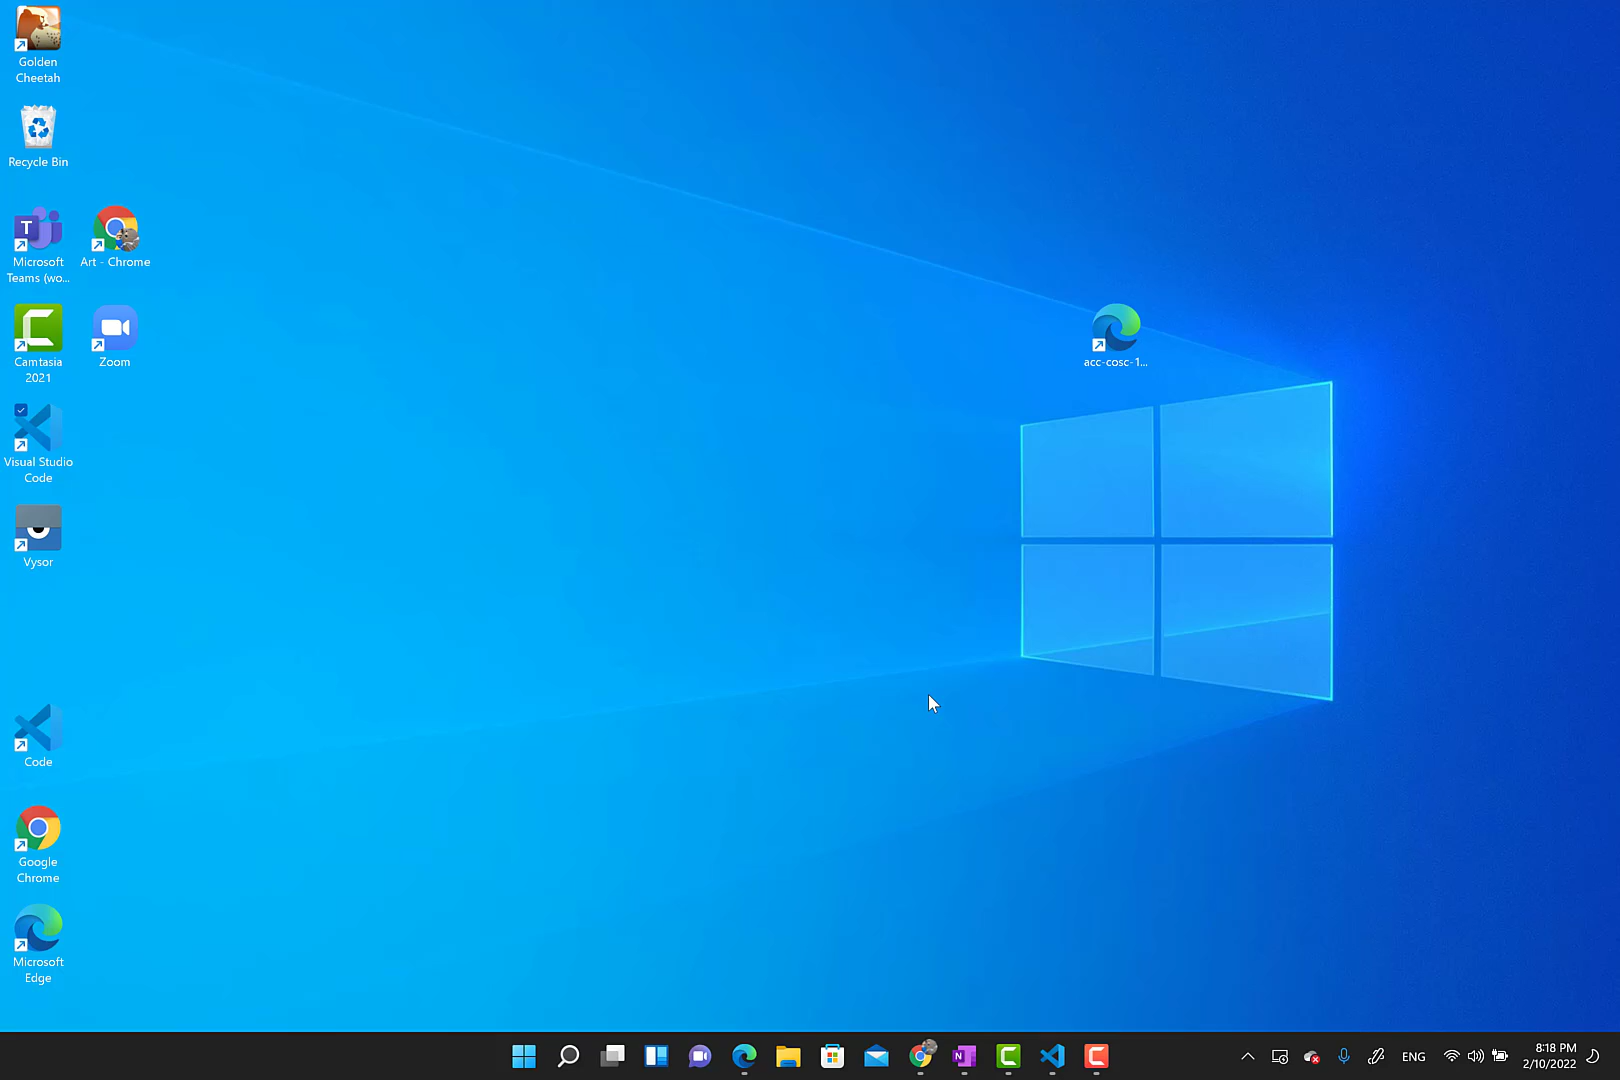 Golden
Cheetah
Recycle Bin
Microsoft
Teams (wo...
Art - Chrome
Camtasia
2021
Zoom
acc-cosc-1...
Visual Studio
Code
Vysor
Code
Google
Chrome
Microsoft
Edge
ENG
8:18 PM
2/10/2022